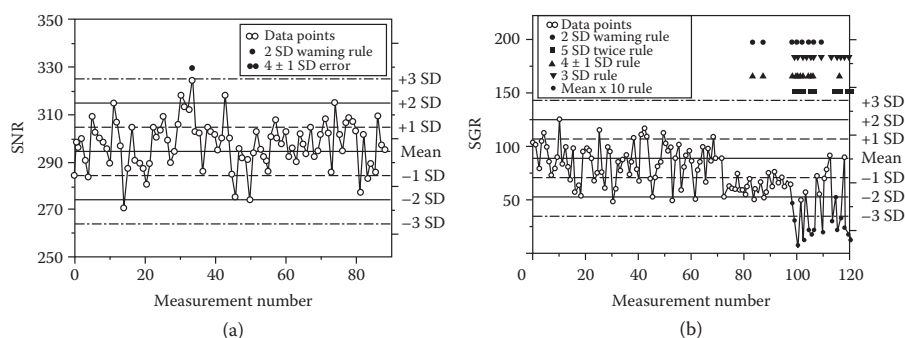 (a)
350
330
310
290
270
250
SNR
Data points
2 SD waming rule
4 ± 1 SD error
+3 SD
+2 SD
+1 SD
Mean
−1 SD
−2 SD
−3 SD
0 20 40 60 80
Measurement number
(a)
(b)
200
150
100
50
0
SGR
Data points
2 SD waming rule
5 SD twice rule
4 ± 1 SD rule
3 SD rule
Mean x 10 rule
+3 SD
+2 SD
+1 SD
Mean
−1 SD
−2 SD
−3 SD
0 20 40 60 80 100 120
Measurement number
(b)